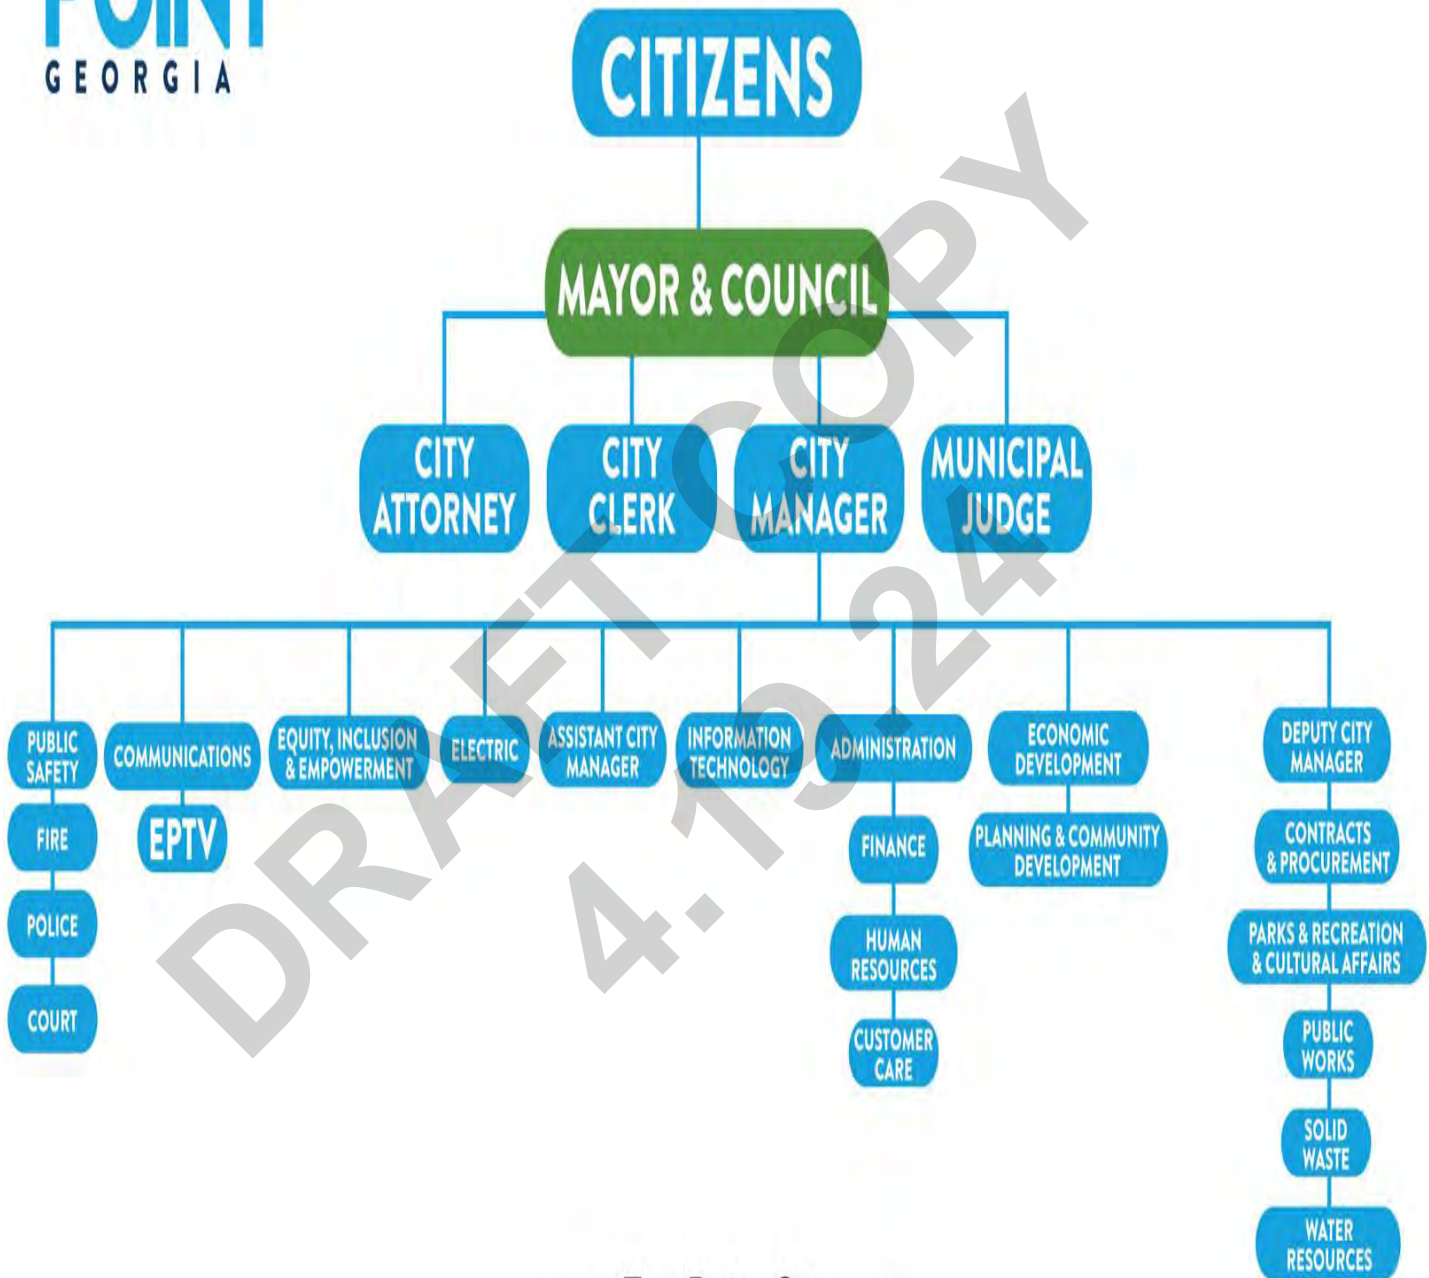 POINT
GEORGIA
CITIZENS
MAYOR & COUNCIL
CITY
ATTORNEY
CITY
CLERK
CITY
MANAGER
MUNICIPAL
JUDGE
PUBLIC
SAFETY
FIRE
POLICE
COURT
COMMUNICATIONS
EPTV
EQUITY, INCLUSION
& EMPOWERMENT
ELECTRIC
ASSISTANT CITY
MANAGER
INFORMATION
TECHNOLOGY
ADMINISTRATION
FINANCE
HUMAN
RESOURCES
CUSTOMER
CARE
ECONOMIC
DEVELOPMENT
PLANNING & COMMUNITY
DEVELOPMENT
DEPUTY CITY
MANAGER
CONTRACTS
& PROCUREMENT
PARKS & RECREATION
& CULTURAL AFFAIRS
PUBLIC
WORKS
SOLID
WASTE
WATER
RESOURCES
DRAFT COPY
4.19.24